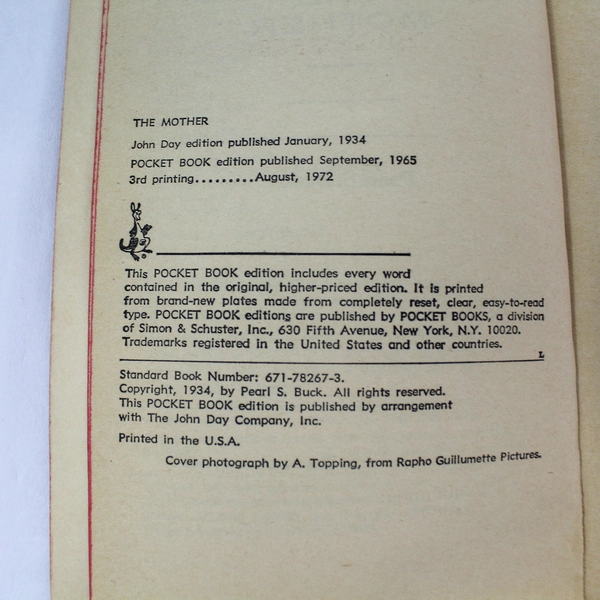 THE MOTHER
John Day edition published January, 1934
POCKET BOOK edition published September, 1965
3rd printing.........August, 1972
This POCKET BOOK edition includes every word
contained in the original, higher-priced edition. It is printed
from brand-new plates made from completely reset, clear, easy-to-read
type. POCKET BOOK editions are published by POCKET BOOKS, a division
of Simon & Schuster, Inc., 630 Fifth Avenue, New York, N.Y. 10020.
Trademarks registered in the United States and other countries.
L
Standard Book Number: 671-78267-3.
Copyright, 1934, by Pearl S. Buck. All rights reserved.
This POCKET BOOK edition is published by arrangement
with The John Day Company, Inc.
Printed in the U.S.A.
Cover photograph by A. Topping, from Rapho Guillumette Pictures.